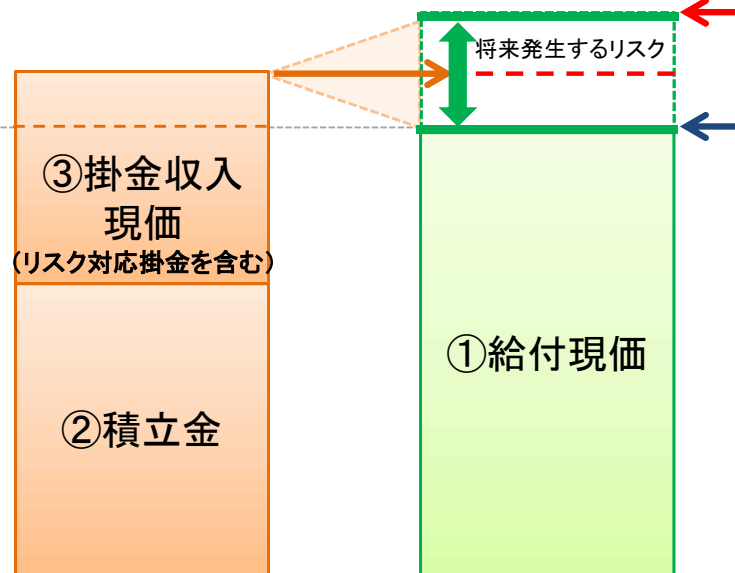 将来発生するリスク
③掛金収入
現価
(リスク対応掛金を含む)
①給付現価
②積立金